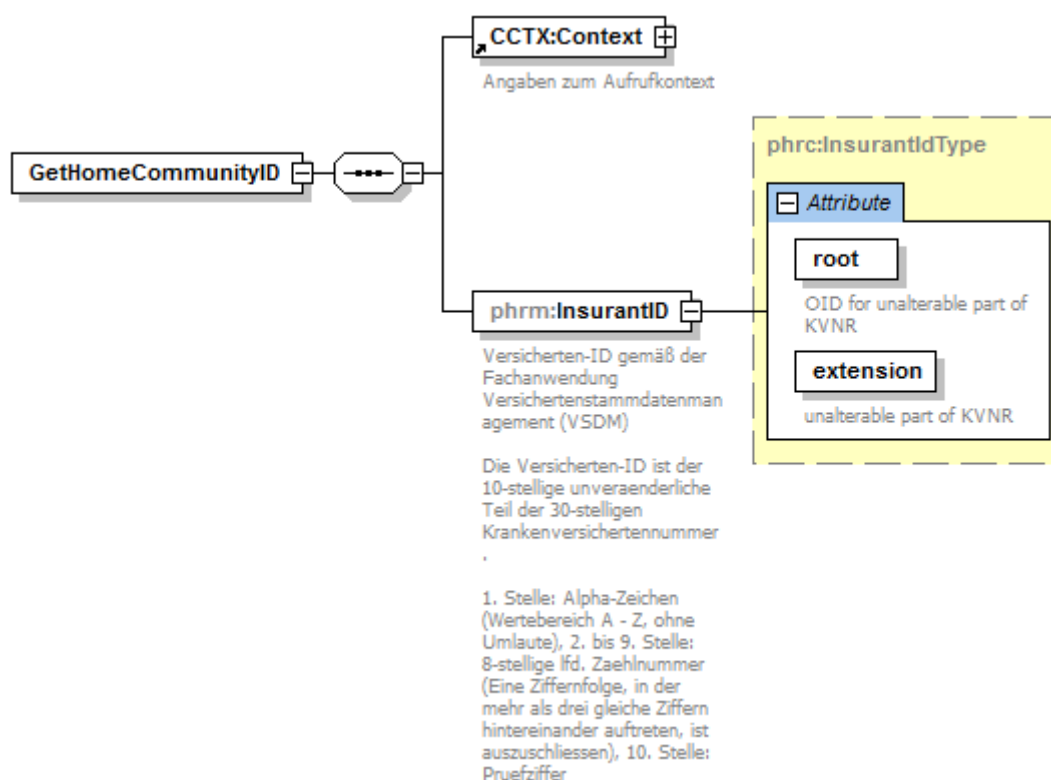 CCTX:Context
Angaben zum Aufrufkontext
GetHomeCommunityID
phrc:InsurantIdType
Attribute
root
OID for unalterable part of
KVNR
extension
unalterable part of KVNR
phrm:InsurantID
Versicherten-ID gemäß der
Fachanwendung
Versichertenstammdatenman
agement (VSDM)
Die Versicherten-ID ist der
10-stellige unveraenderliche
Teil der 30-stelligen
Krankenversichertennummer
.
1. Stelle: Alpha-Zeichen
(Wertebereich A - Z, ohne
Umlaute), 2. bis 9. Stelle:
8-stellige lfd. Zaehlnummer
(Eine Ziffernfolge, in der
mehr als drei gleiche Ziffern
hintereinander auftreten, ist
auszuschliessen), 10. Stelle:
Pruefziffer